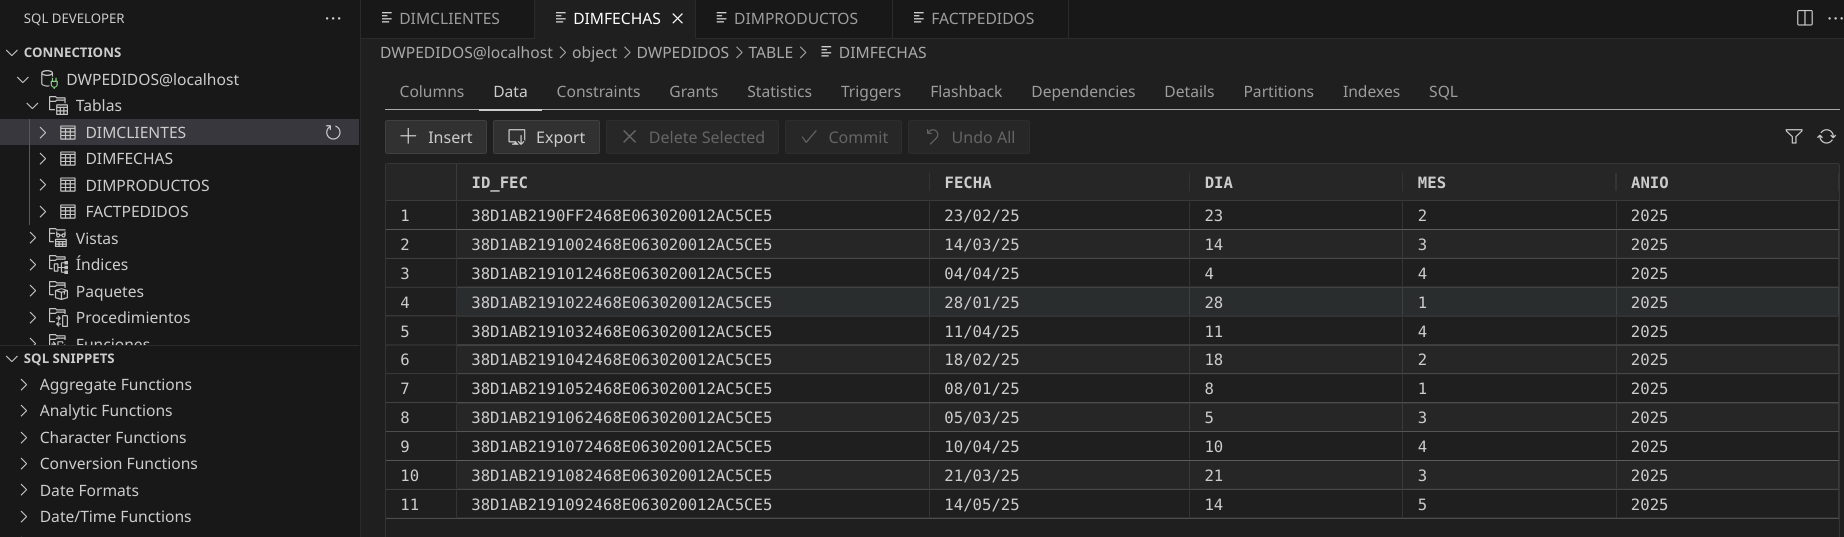 SQL DEVELOPER
CONNECTIONS
DWPEDIDOS@localhost
Tablas
DIMCLIENTES
DIMFECHAS
DIMPRODUCTOS
FACTPEDIDOS
Vistas
Índices
Paquetes
Procedimientos
Funciones
SQL SNIPPETS
Aggregate Functions
Analytic Functions
Character Functions
Conversion Functions
Date Formats
Date/Time Functions
DIMCLIENTES DIMFECHAS DIMPRODUCTOS FACTPEDIDOS
DWPEDIDOS@localhost > object > DWPEDIDOS > TABLE > DIMFECHAS
Columns Data Constraints Grants Statistics Triggers Flashback Dependencies Details Partitions Indexes SQL
Insert Export Delete Selected Commit Undo All
ID_FEC FECHA DIA MES ANIO
1 38D1AB2190FF2468E063020012AC5CE5 23/02/25 23 2 2025
2 38D1AB2191002468E063020012AC5CE5 14/03/25 14 3 2025
3 38D1AB2191012468E063020012AC5CE5 04/04/25 4 4 2025
4 38D1AB2191022468E063020012AC5CE5 28/01/25 28 1 2025
5 38D1AB2191032468E063020012AC5CE5 11/04/25 11 4 2025
6 38D1AB2191042468E063020012AC5CE5 18/02/25 18 2 2025
7 38D1AB2191052468E063020012AC5CE5 08/01/25 8 1 2025
8 38D1AB2191062468E063020012AC5CE5 05/03/25 5 3 2025
9 38D1AB2191072468E063020012AC5CE5 10/04/25 10 4 2025
10 38D1AB2191082468E063020012AC5CE5 21/03/25 21 3 2025
11 38D1AB2191092468E063020012AC5CE5 14/05/25 14 5 2025